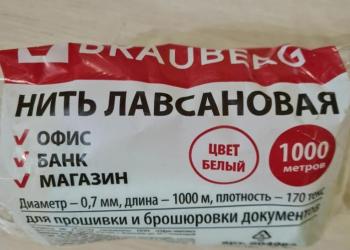 BRAUBERG
НИТЬ ЛАВСАНОВАЯ
ОФИС
БАНК
МАГАЗИН
ЦВЕТ
БЕЛЫЙ
1000
метров
Диаметр – 0,7 мм, длина – 1000 м, плотность – 170 токс
для прошивки и брошюровки документов